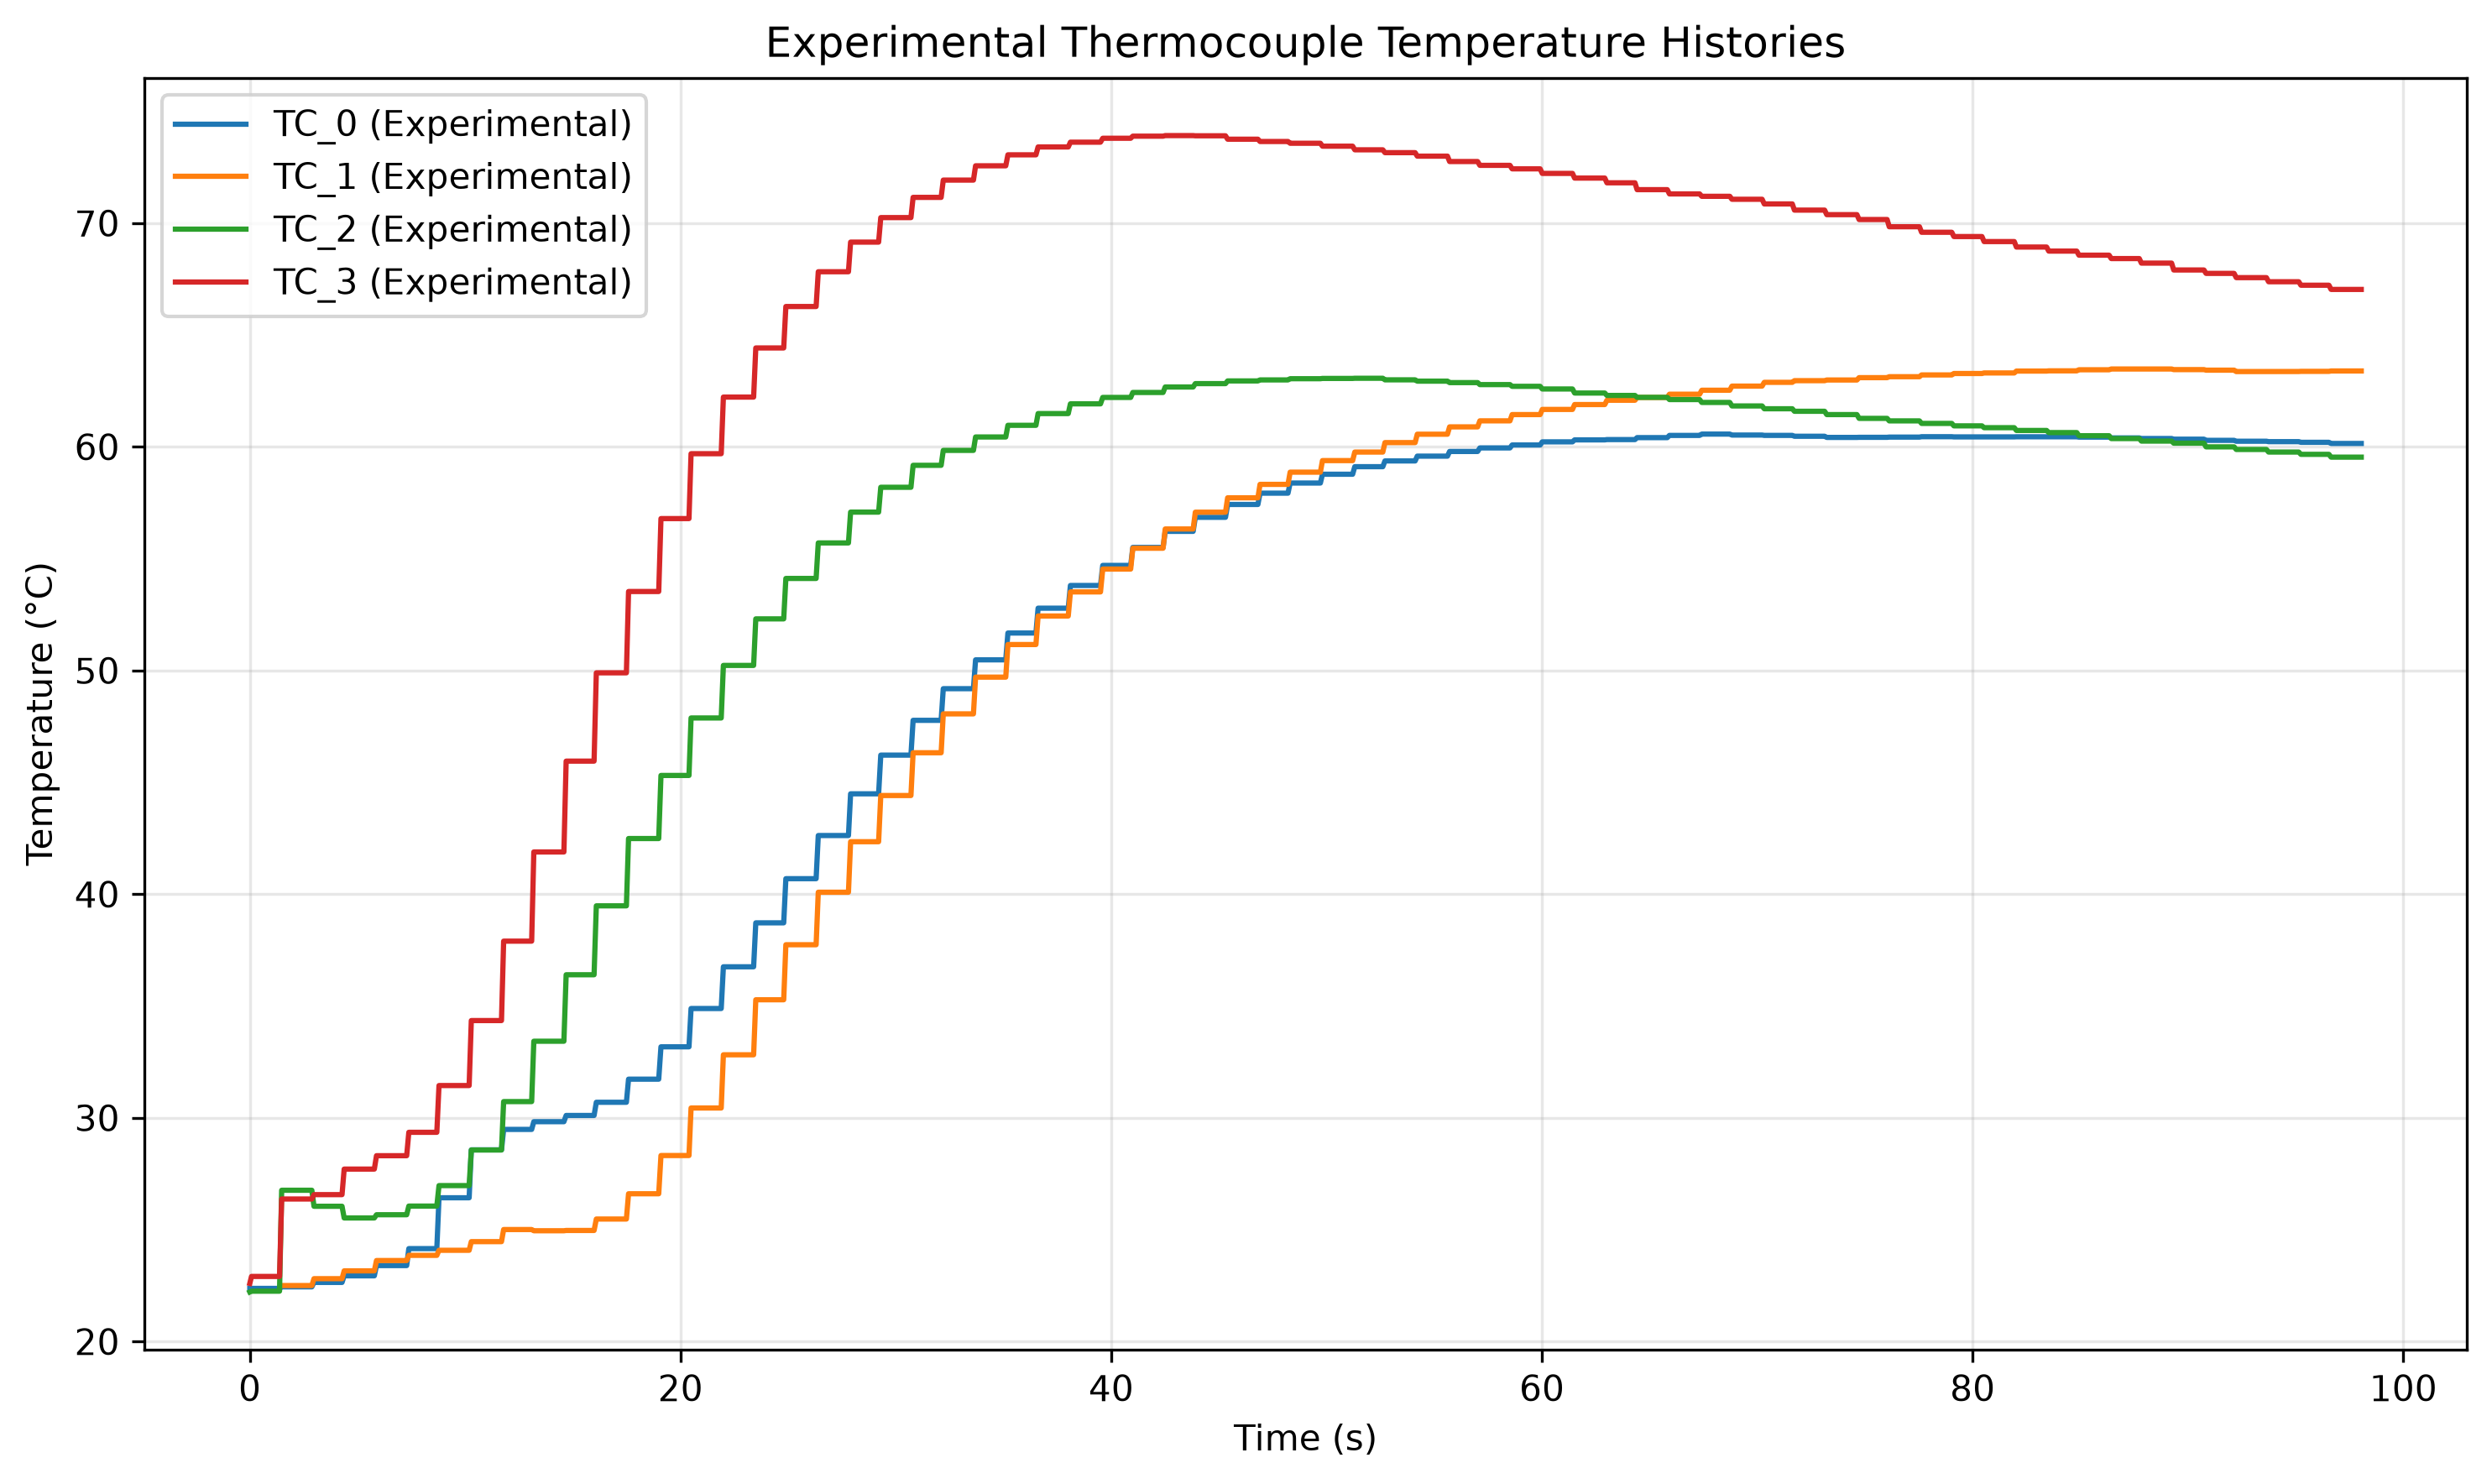 Experimental Thermocouple Temperature Histories
TC_0 (Experimental)
TC_1 (Experimental)
TC_2 (Experimental)
TC_3 (Experimental)
Temperature (°C)
70
60
50
40
30
20
0
20
40
60
80
100
Time (s)